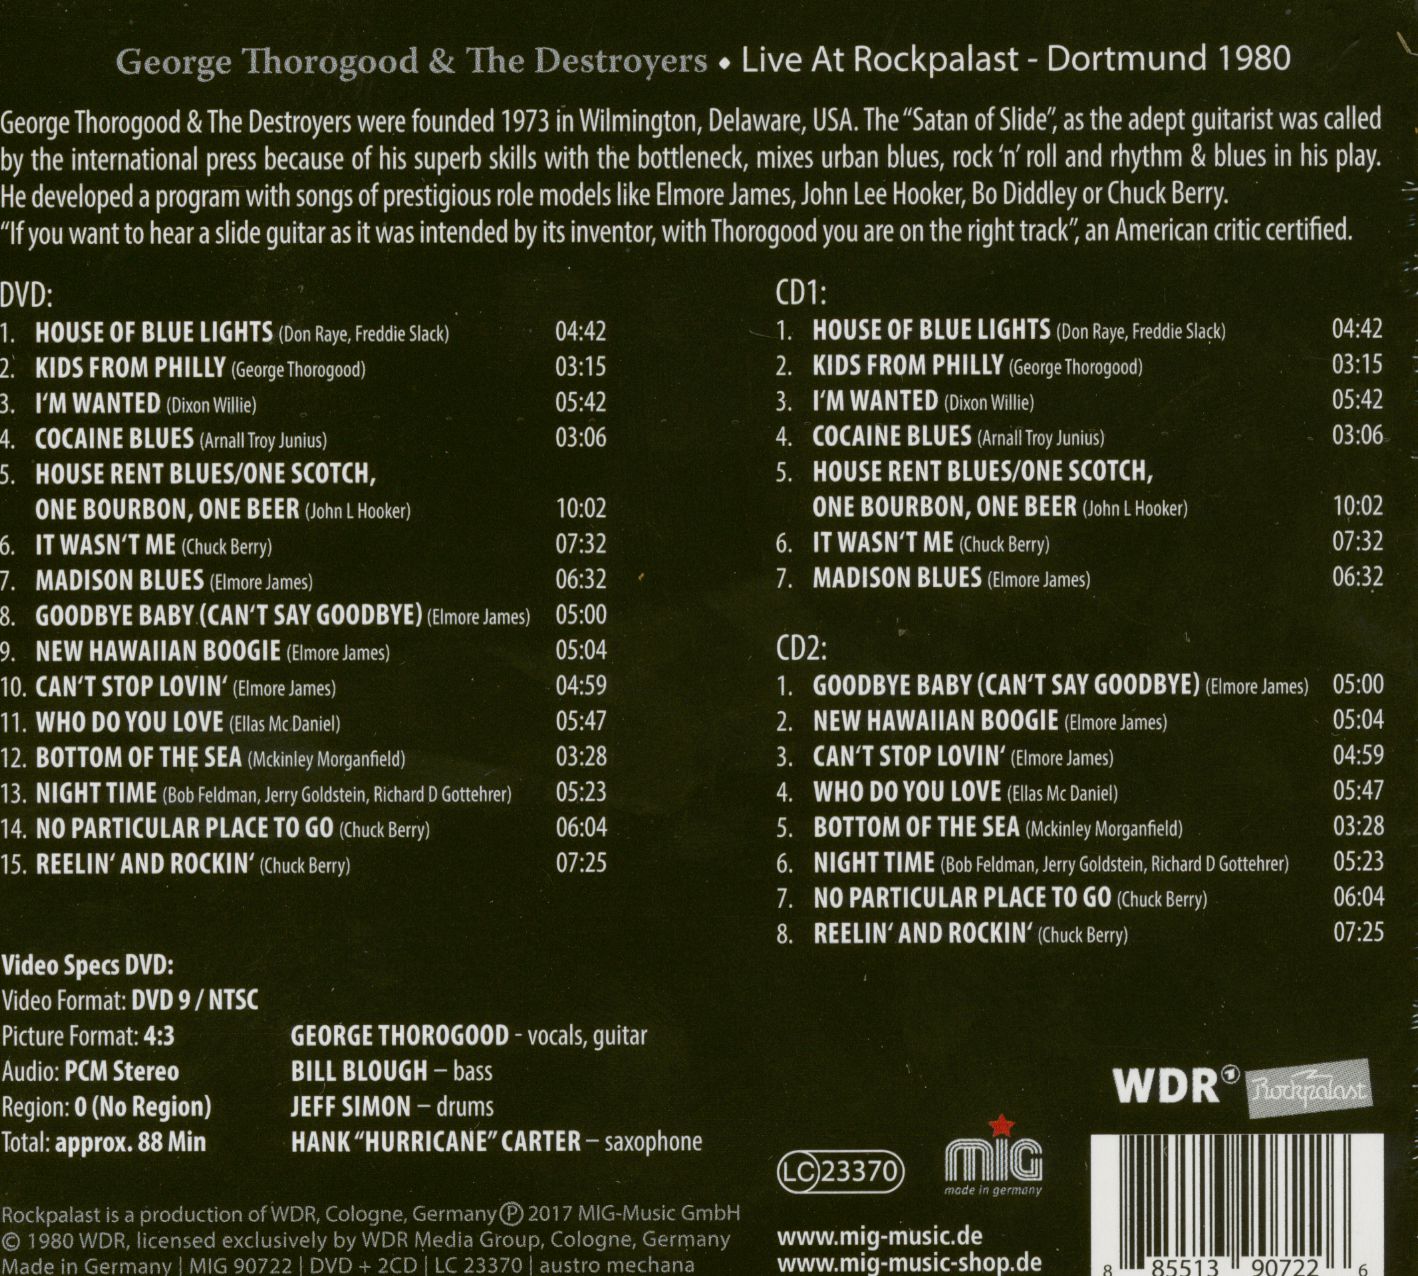 George Thorogood & The Destroyers • Live At Rockpalast - Dortmund 1980
George Thorogood & The Destroyers were founded 1973 in Wilmington, Delaware, USA. The “Satan of Slide”, as the adept guitarist was called
by the international press because of his superb skills with the bottleneck, mixes urban blues, rock ‘n’ roll and rhythm & blues in his play.
He developed a program with songs of prestigious role models like Elmore James, John Lee Hooker, Bo Diddley or Chuck Berry.
“If you want to hear a slide guitar as it was intended by its inventor, with Thorogood you are on the right track”, an American critic certified.
DVD:
1. HOUSE OF BLUE LIGHTS (Don Raye, Freddie Slack) 04:42
2. KIDS FROM PHILLY (George Thorogood) 03:15
3. I‘M WANTED (Dixon Willie) 05:42
4. COCAINE BLUES (Arnall Troy Junius) 03:06
5. HOUSE RENT BLUES/ONE SCOTCH,
ONE BOURBON, ONE BEER (John L Hooker) 10:02
6. IT WASN‘T ME (Chuck Berry) 07:32
7. MADISON BLUES (Elmore James) 06:32
8. GOODBYE BABY (CAN‘T SAY GOODBYE) (Elmore James) 05:00
9. NEW HAWAIIAN BOOGIE (Elmore James) 05:04
10. CAN‘T STOP LOVIN‘ (Elmore James) 04:59
11. WHO DO YOU LOVE (Ellas Mc Daniel) 05:47
12. BOTTOM OF THE SEA (Mckinley Morganfield) 03:28
13. NIGHT TIME (Bob Feldman, Jerry Goldstein, Richard D Gottehrer) 05:23
14. NO PARTICULAR PLACE TO GO (Chuck Berry) 06:04
15. REELIN‘ AND ROCKIN‘ (Chuck Berry) 07:25
CD1:
1. HOUSE OF BLUE LIGHTS (Don Raye, Freddie Slack) 04:42
2. KIDS FROM PHILLY (George Thorogood) 03:15
3. I‘M WANTED (Dixon Willie) 05:42
4. COCAINE BLUES (Arnall Troy Junius) 03:06
5. HOUSE RENT BLUES/ONE SCOTCH,
ONE BOURBON, ONE BEER (John L Hooker) 10:02
6. IT WASN‘T ME (Chuck Berry) 07:32
7. MADISON BLUES (Elmore James) 06:32
CD2:
1. GOODBYE BABY (CAN‘T SAY GOODBYE) (Elmore James) 05:00
2. NEW HAWAIIAN BOOGIE (Elmore James) 05:04
3. CAN‘T STOP LOVIN‘ (Elmore James) 04:59
4. WHO DO YOU LOVE (Ellas Mc Daniel) 05:47
5. BOTTOM OF THE SEA (Mckinley Morganfield) 03:28
6. NIGHT TIME (Bob Feldman, Jerry Goldstein, Richard D Gottehrer) 05:23
7. NO PARTICULAR PLACE TO GO (Chuck Berry) 06:04
8. REELIN‘ AND ROCKIN‘ (Chuck Berry) 07:25
Video Specs DVD:
Video Format: DVD 9 / NTSC
Picture Format: 4:3
Audio: PCM Stereo
Region: 0 (No Region)
Total: approx. 88 Min
GEORGE THOROGOOD - vocals, guitar
BILL BLOUGH – bass
JEFF SIMON – drums
HANK “HURRICANE” CARTER – saxophone
Rockpalast is a production of WDR, Cologne, Germany Ⓟ 2017 MIG-Music GmbH
© 1980 WDR, licensed exclusively by WDR Media Group, Cologne, Germany
Made in Germany | MIG 90722 | DVD + 2CD | LC 23370 | austro mechana
LC 23370
MIG
made in germany
www.mig-music.de
www.mig-music-shop.de
WDR 1
Rockpalast
8 85513 90722 6